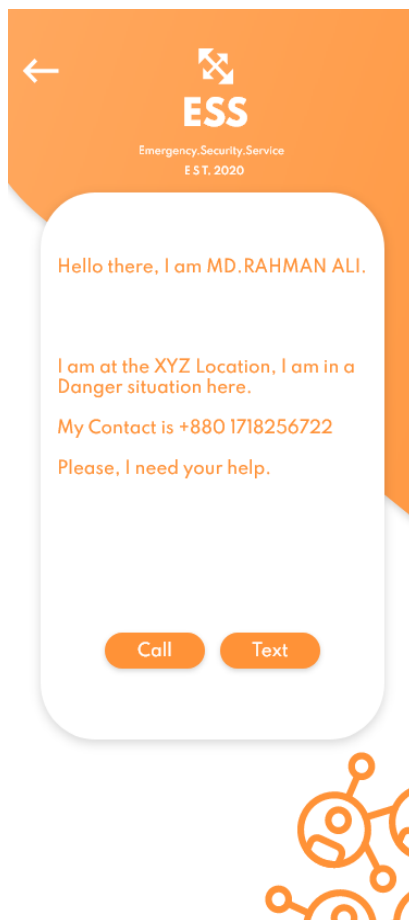 ESS
Emergency.Security.Service
EST. 2020
Hello there, I am MD.RAHMAN ALI.
I am at the XYZ Location, I am in a
Danger situation here.
My Contact is +880 1718256722
Please, I need your help.
Call
Text